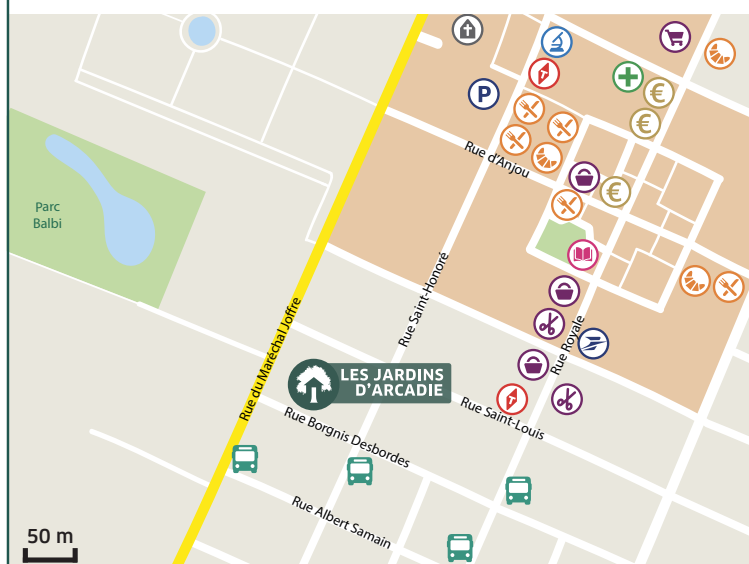 P
€
€
Rue d'Anjou
€
Parc
Balbi
Rue Saint-Honoré
Rue du Maréchal Joffre
Rue Royale
LES JARDINS
D'ARCADIE
Rue Saint-Louis
Rue Borgnis Desbordes
Rue Albert Samain
50 m